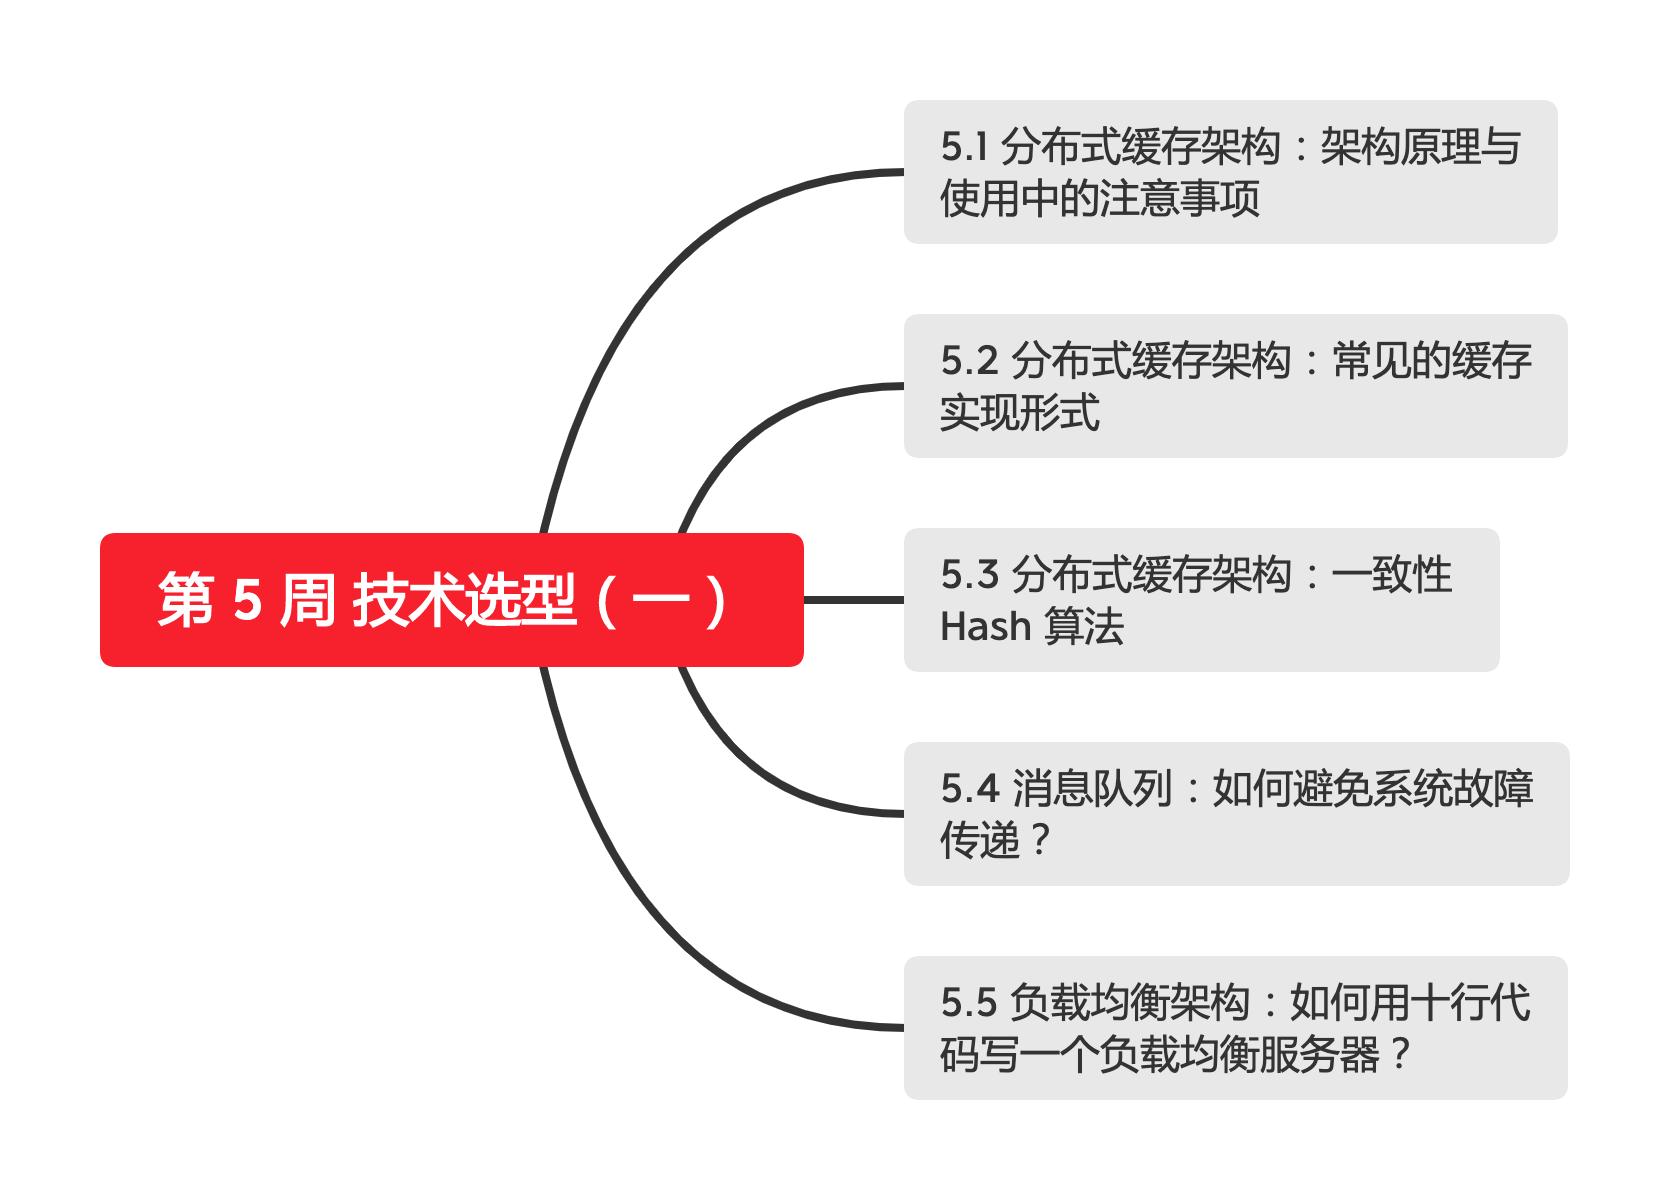 5.1 分布式缓存架构：架构原理与
使用中的注意事项
5.2 分布式缓存架构：常见的缓存
实现形式
第 5 周 技术选型（一）
5.3 分布式缓存架构：一致性
Hash 算法
5.4 消息队列：如何避免系统故障
传递？
5.5 负载均衡架构：如何用十行代
码写一个负载均衡服务器？